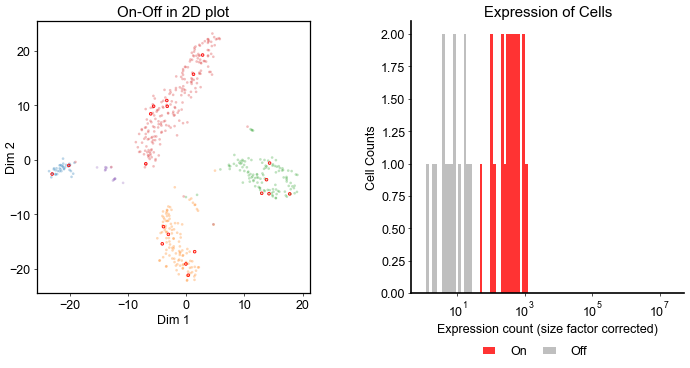 On-Off in 2D plot
20
10
0
−10
−20
Dim 2
−20 −10 0 10 20
Dim 1
Expression of Cells
2.00
1.75
1.50
1.25
1.00
0.75
0.50
0.25
0.00
Cell Counts
10^1 10^3 10^5 10^7
Expression count (size factor corrected)
On Off